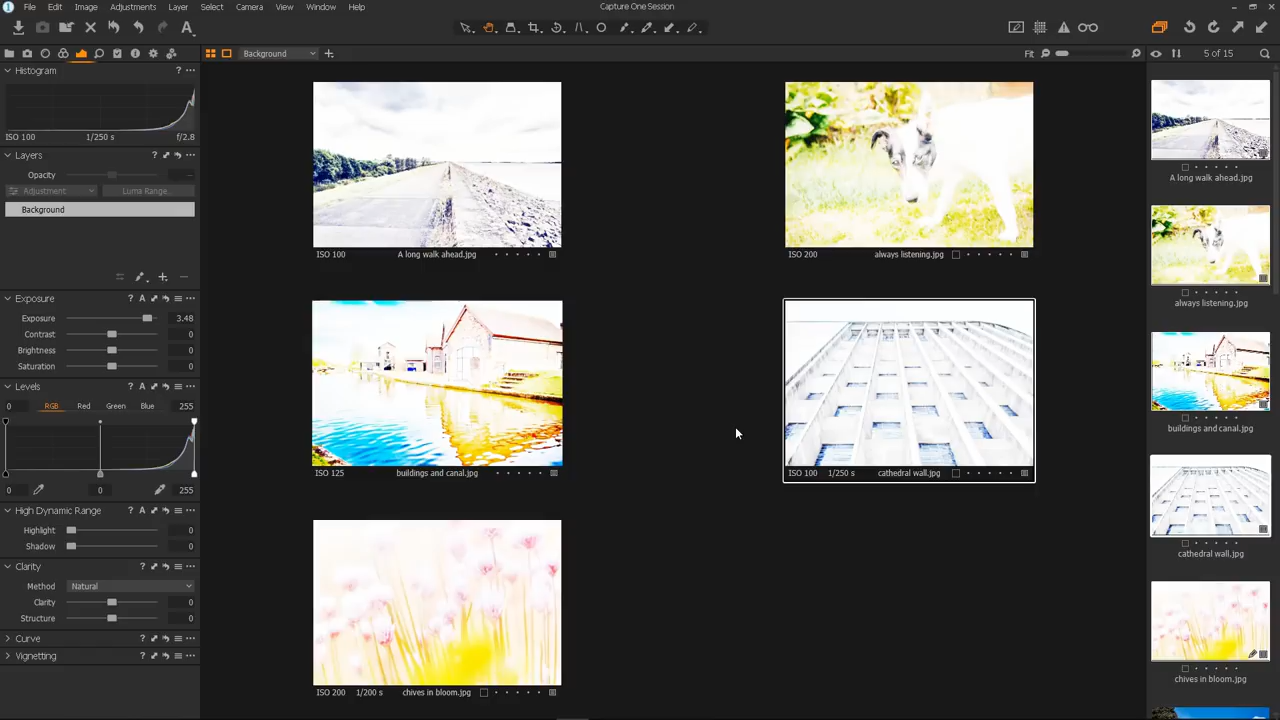 File Edit Image Adjustments Layer Select Camera View Window Help
Capture One Session
Background
Fit
5 of 15
Histogram
ISO 100 1/250 s f/2.8
Layers
Opacity
Adjustment Luma Range...
Background
Exposure
Exposure 3.48
Contrast 0
Brightness 0
Saturation 0
Levels
0 RGB Red Green Blue 255
0 0 255
High Dynamic Range
Highlight 0
Shadow 0
Clarity
Method Natural
Clarity 0
Structure 0
Curve
Vignetting
ISO 100 A long walk ahead.jpg
ISO 200 always listening.jpg
ISO 125 buildings and canal.jpg
ISO 100 1/250 s cathedral wall.jpg
ISO 200 1/200 s chives in bloom.jpg
A long walk ahead.jpg
always listening.jpg
buildings and canal.jpg
cathedral wall.jpg
chives in bloom.jpg